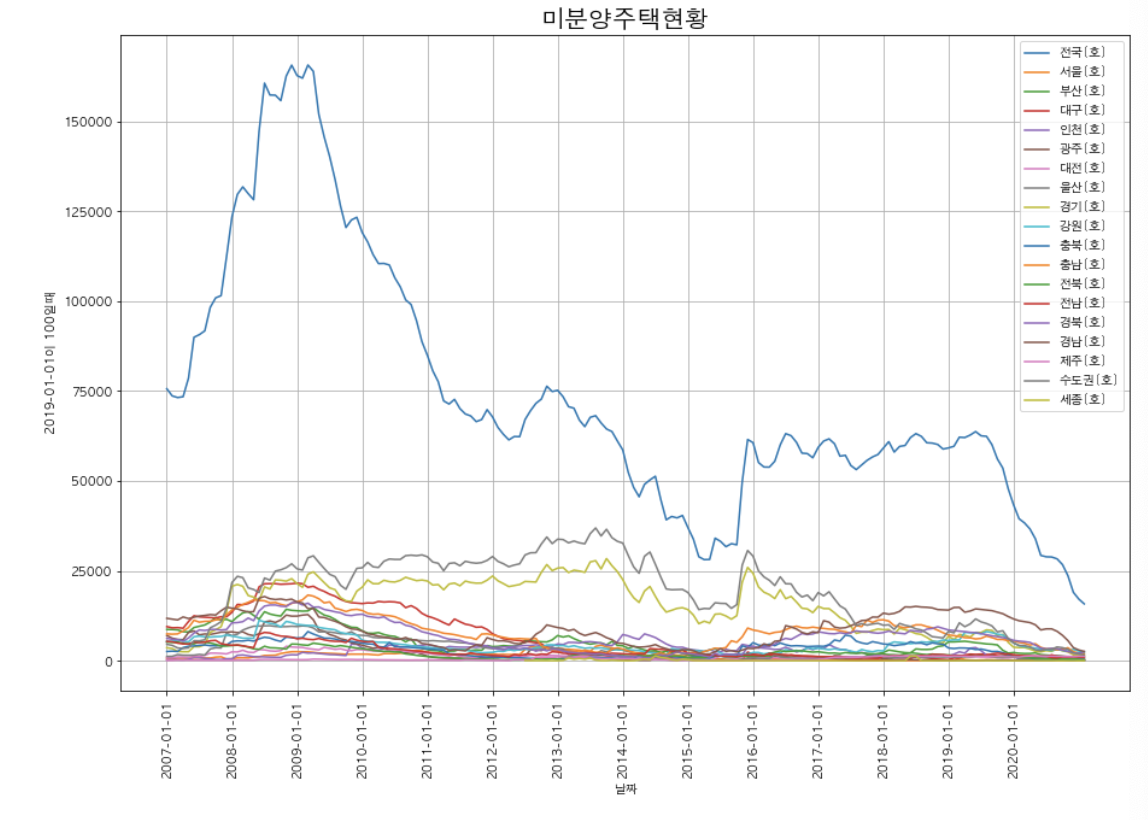 미분양주택현황
전국(호)
서울(호)
부산(호)
대구(호)
인천(호)
광주(호)
대전(호)
울산(호)
경기(호)
강원(호)
충북(호)
충남(호)
전북(호)
전남(호)
경북(호)
경남(호)
제주(호)
수도권(호)
세종(호)
2019-01-01이 100일때
150000
125000
100000
75000
50000
25000
0
2007-01-01
2008-01-01
2009-01-01
2010-01-01
2011-01-01
2012-01-01
2013-01-01
2014-01-01
2015-01-01
2016-01-01
2017-01-01
2018-01-01
2019-01-01
2020-01-01
날짜